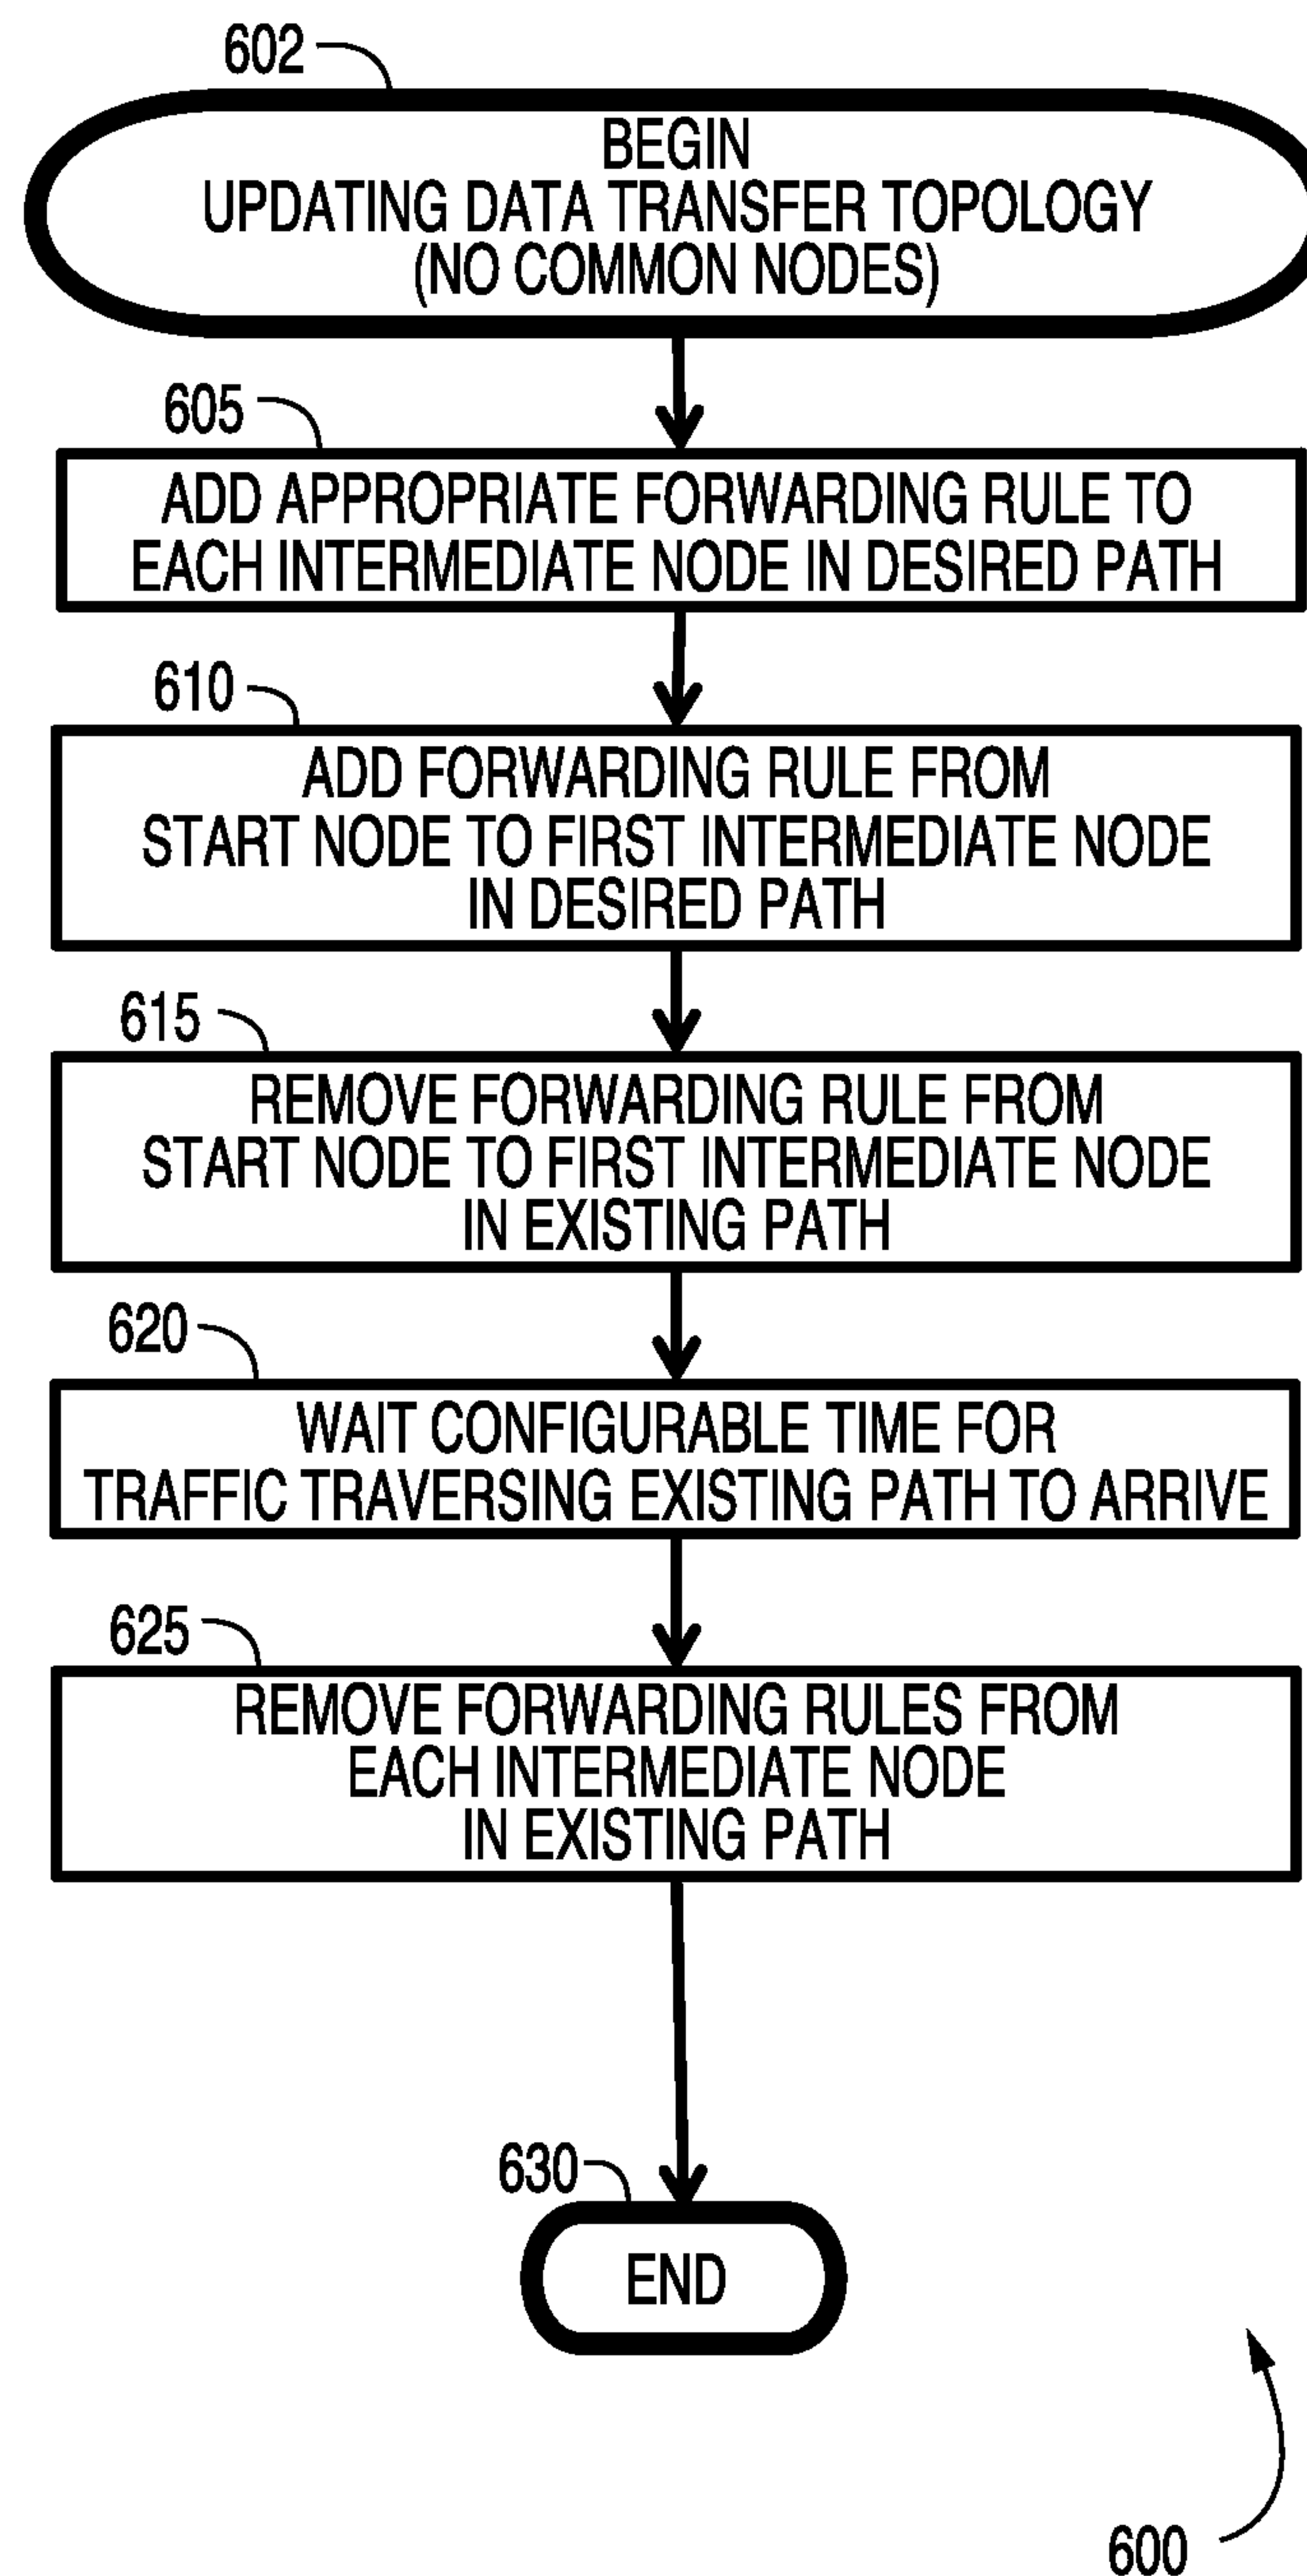 602
BEGIN
UPDATING DATA TRANSFER TOPOLOGY
(NO COMMON NODES)
605
ADD APPROPRIATE FORWARDING RULE TO
EACH INTERMEDIATE NODE IN DESIRED PATH
610
ADD FORWARDING RULE FROM
START NODE TO FIRST INTERMEDIATE NODE
IN DESIRED PATH
615
REMOVE FORWARDING RULE FROM
START NODE TO FIRST INTERMEDIATE NODE
IN EXISTING PATH
620
WAIT CONFIGURABLE TIME FOR
TRAFFIC TRAVERSING EXISTING PATH TO ARRIVE
625
REMOVE FORWARDING RULES FROM
EACH INTERMEDIATE NODE
IN EXISTING PATH
630
END
600